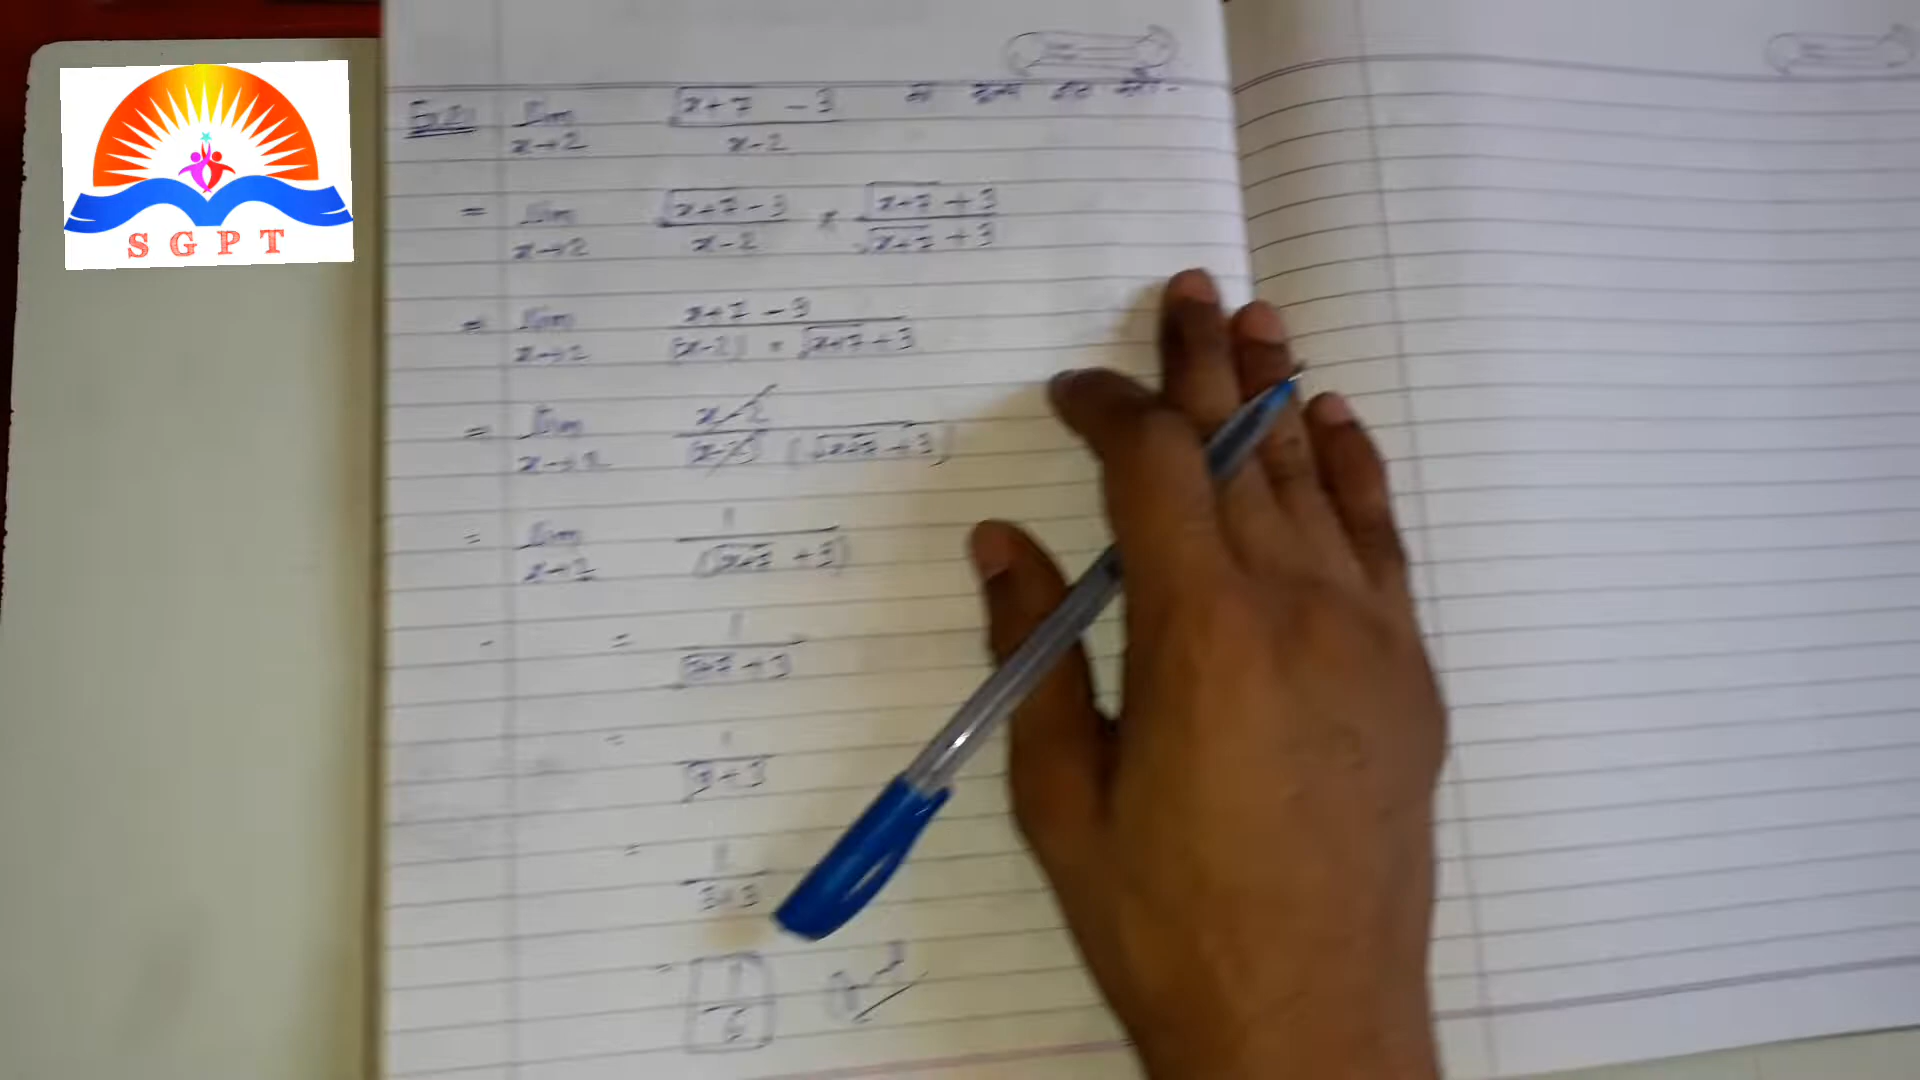 SGPT
lim x→2 √x+7 - 3 / x-2 का मान ज्ञात करो-
= lim x→2 √x+7 - 3 / x-2 × √x+7 + 3 / √x+7 + 3
= lim x→2 x+7 - 3 / (x-2) · √x+7 + 3
= lim x→2 x-2 / (x-2) (√x+7 + 3)
= lim x→2 1 / (√x+7 + 3)
= 1 / √2+7 + 3
= 1 / √9 + 3
= 1 / 3+3
= 1 / 6